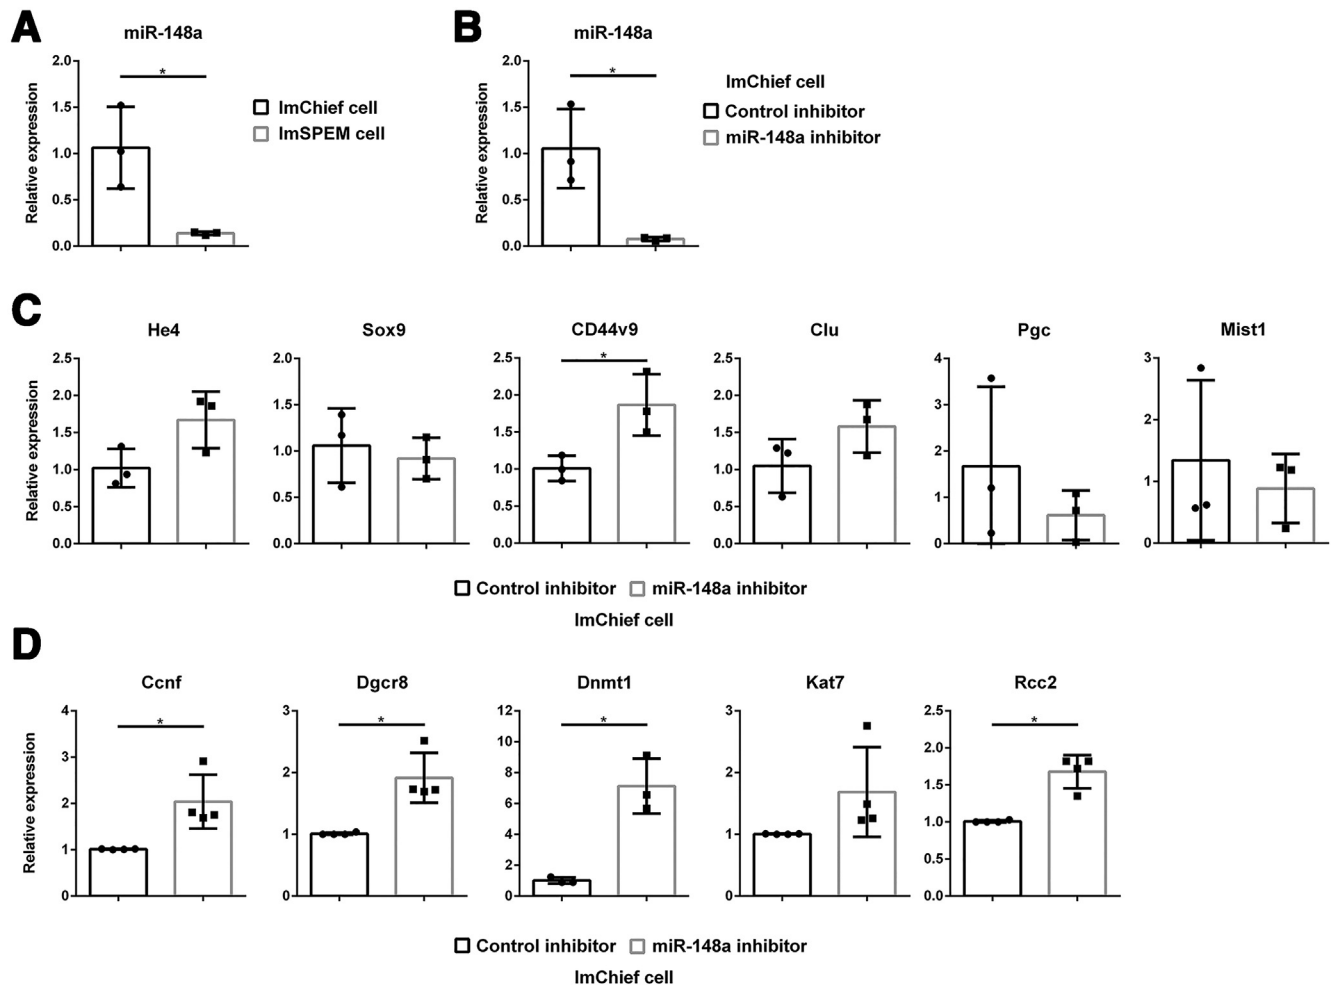 A
miR-148a
Relative expression
2.0
1.5
1.0
0.5
0.0
*
ImChief cell
ImSPEM cell
B
miR-148a
Relative expression
2.0
1.5
1.0
0.5
0.0
*
ImChief cell
Control inhibitor
miR-148a inhibitor
C
He4
Relative expression
2.5
2.0
1.5
1.0
0.5
0.0
Sox9
2.0
1.5
1.0
0.5
0.0
CD44v9
2.5
2.0
1.5
1.0
0.5
0.0
*
Clu
2.5
2.0
1.5
1.0
0.5
0.0
Pgc
4
3
2
1
0
Mist1
3
2
1
0
Control inhibitor miR-148a inhibitor
ImChief cell
D
Ccnf
Relative expression
4
3
2
1
0
*
Dgcr8
3
2
1
0
*
Dnmt1
12
10
8
6
4
2
0
*
Kat7
3
2
1
0
Rcc2
2.5
2.0
1.5
1.0
0.5
0.0
*
Control inhibitor miR-148a inhibitor
ImChief cell